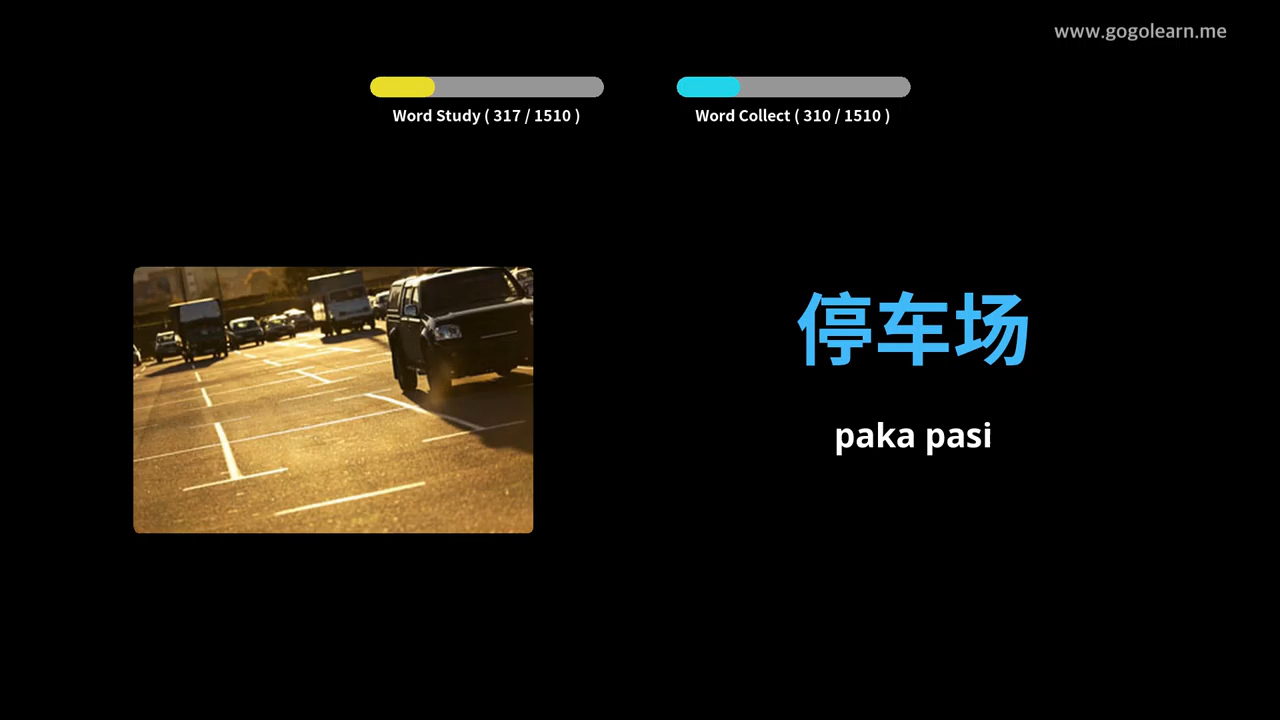 www.gogolearn.me
Word Study ( 317 / 1510 )
Word Collect ( 310 / 1510 )
停车场
paka pasi